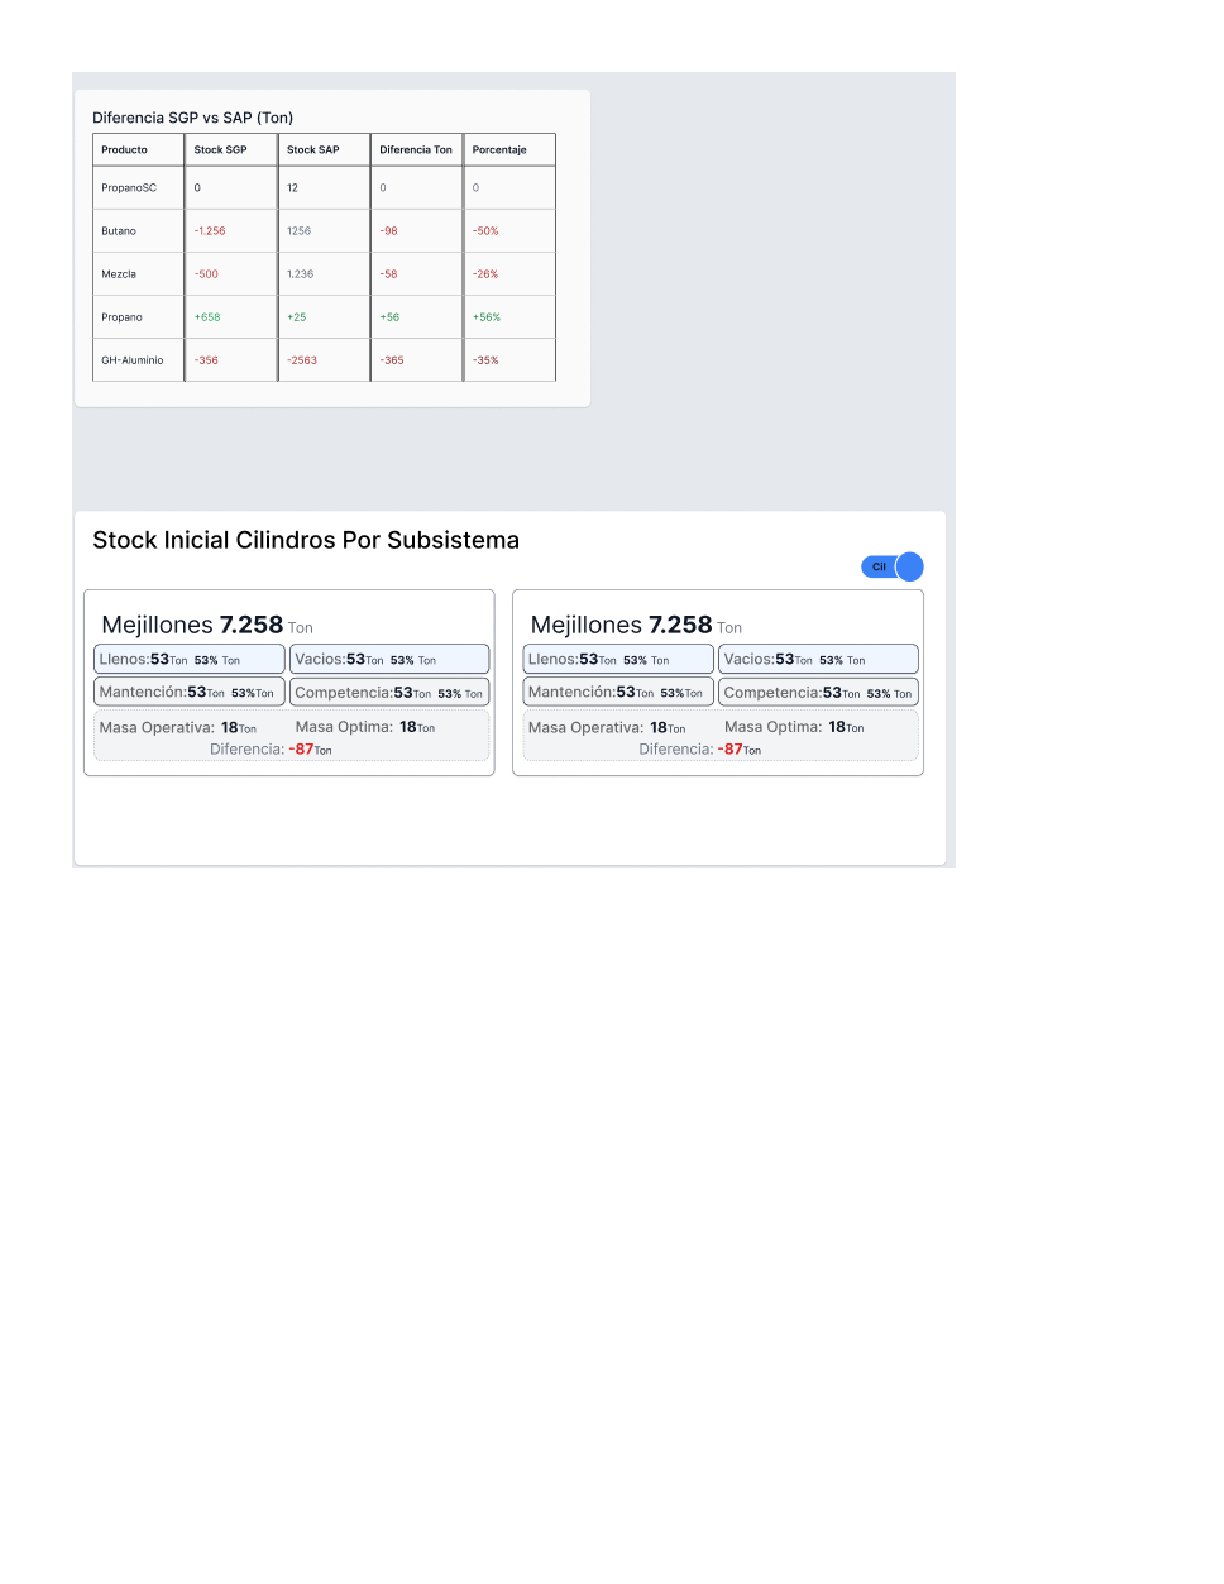 Diferencia SGP vs SAP (Ton)
Producto Stock SGP Stock SAP Diferencia Ton Porcentaje
PropanoSC 0 12 0 0
Butano -1.256 1256 -98 -50%
Mezcla -500 1.236 -58 -26%
Propano +658 +25 +56 +56%
GH-Aluminio -356 -2563 -365 -35%
Stock Inicial Cilindros Por Subsistema
Cil
Mejillones 7.258 Ton
Llenos:53Ton 53% Ton Vacios:53Ton 53% Ton
Mantención:53Ton 53%Ton Competencia:53Ton 53% Ton
Masa Operativa: 18Ton Masa Optima: 18Ton
Diferencia: -87Ton
Mejillones 7.258 Ton
Llenos:53Ton 53% Ton Vacios:53Ton 53% Ton
Mantención:53Ton 53%Ton Competencia:53Ton 53% Ton
Masa Operativa: 18Ton Masa Optima: 18Ton
Diferencia: -87Ton